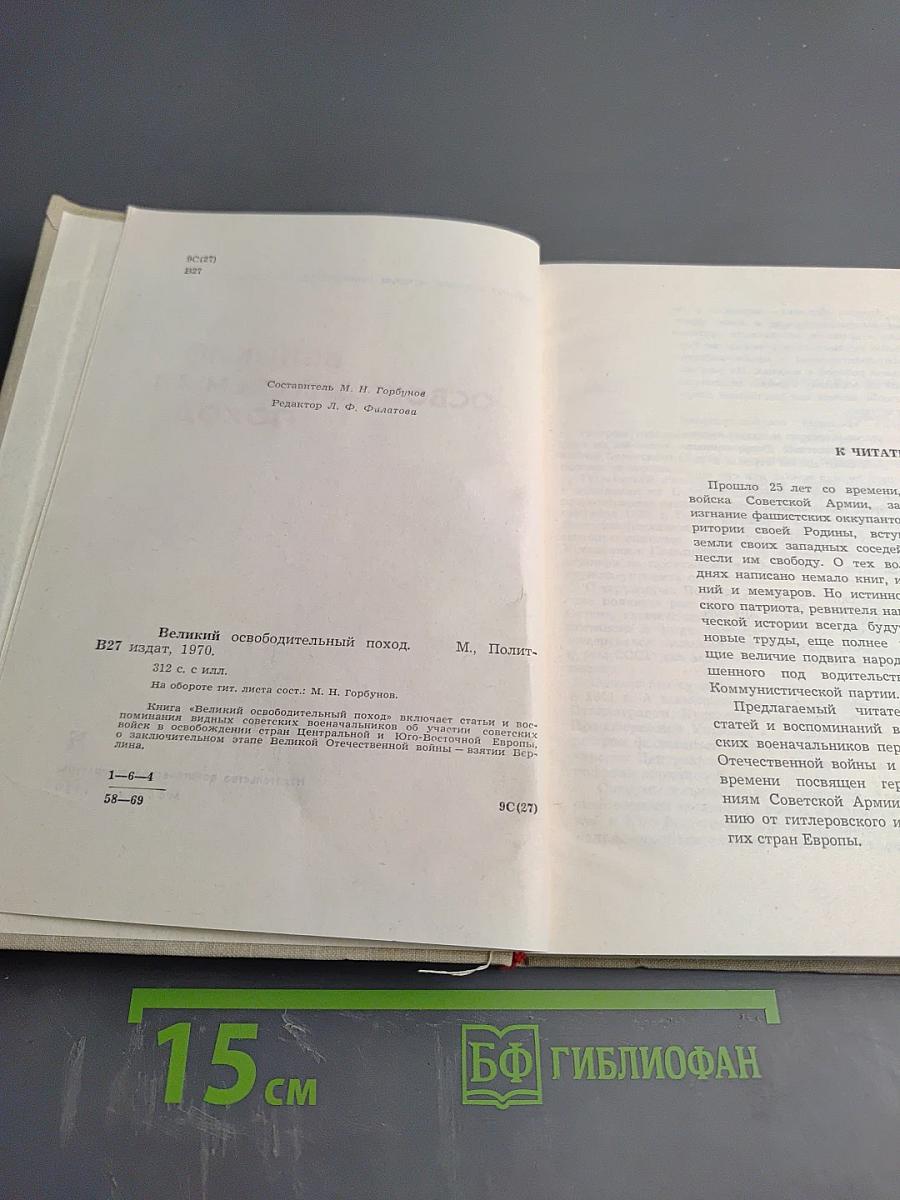 9С(27)
В27
Составитель М. Н. Горбунов
Редактор Л. Ф. Филатова
Великий освободительный поход. М., Полит-
В27 издат, 1970.
312 с. с илл.
На обороте тит. листа сост.: М. Н. Горбунов.
Книга «Великий освободительный поход» включает статьи и вос-
поминания видных советских военачальников об участии советских
войск в освобождении стран Центральной и Юго-Восточной Европы,
о заключительном этапе Великой Отечественной войны — взятии Бер-
лина.
1—6—4
58—69
9С(27)
К ЧИТАТ
Прошло 25 лет со времени,
войска Советской Армии, за
изгнание фашистских оккупанто
ритории своей Родины, всту
земли своих западных соседей
несли им свободу. О тех во
днях написано немало книг, и
ний и мемуаров. Но истинно
ского патриота, ревнителя на
ческой истории всегда буду
новые труды, еще полнее
щие величие подвига народ
шенного под водительств
Коммунистической партии.
Предлагаемый читате
статей и воспоминаний в
ских военачальников пер
Отечественной войны и
времени посвящен гер
ниям Советской Армии
нию от гитлеровского и
гих стран Европы.
15 см
БФ ГИБЛИОФАН